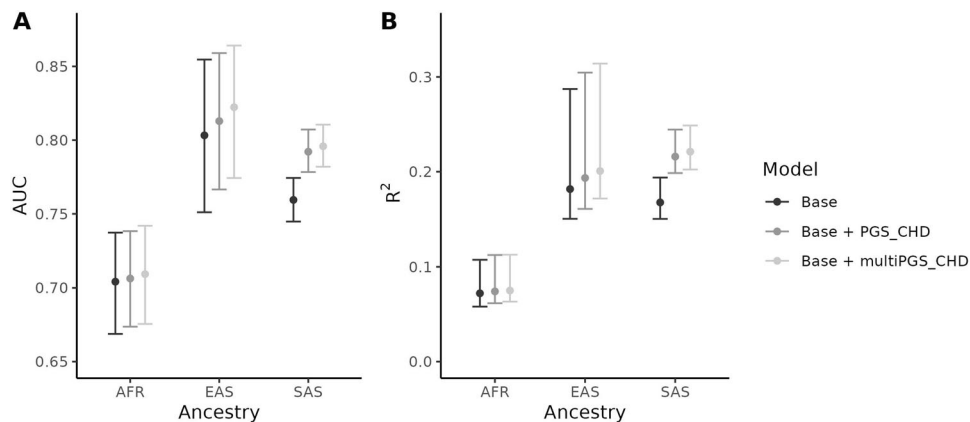 A
AUC
0.85
0.80
0.75
0.70
0.65
AFR EAS SAS
Ancestry
B
R²
0.3
0.2
0.1
0.0
AFR EAS SAS
Ancestry
Model
Base
Base + PGS_CHD
Base + multiPGS_CHD